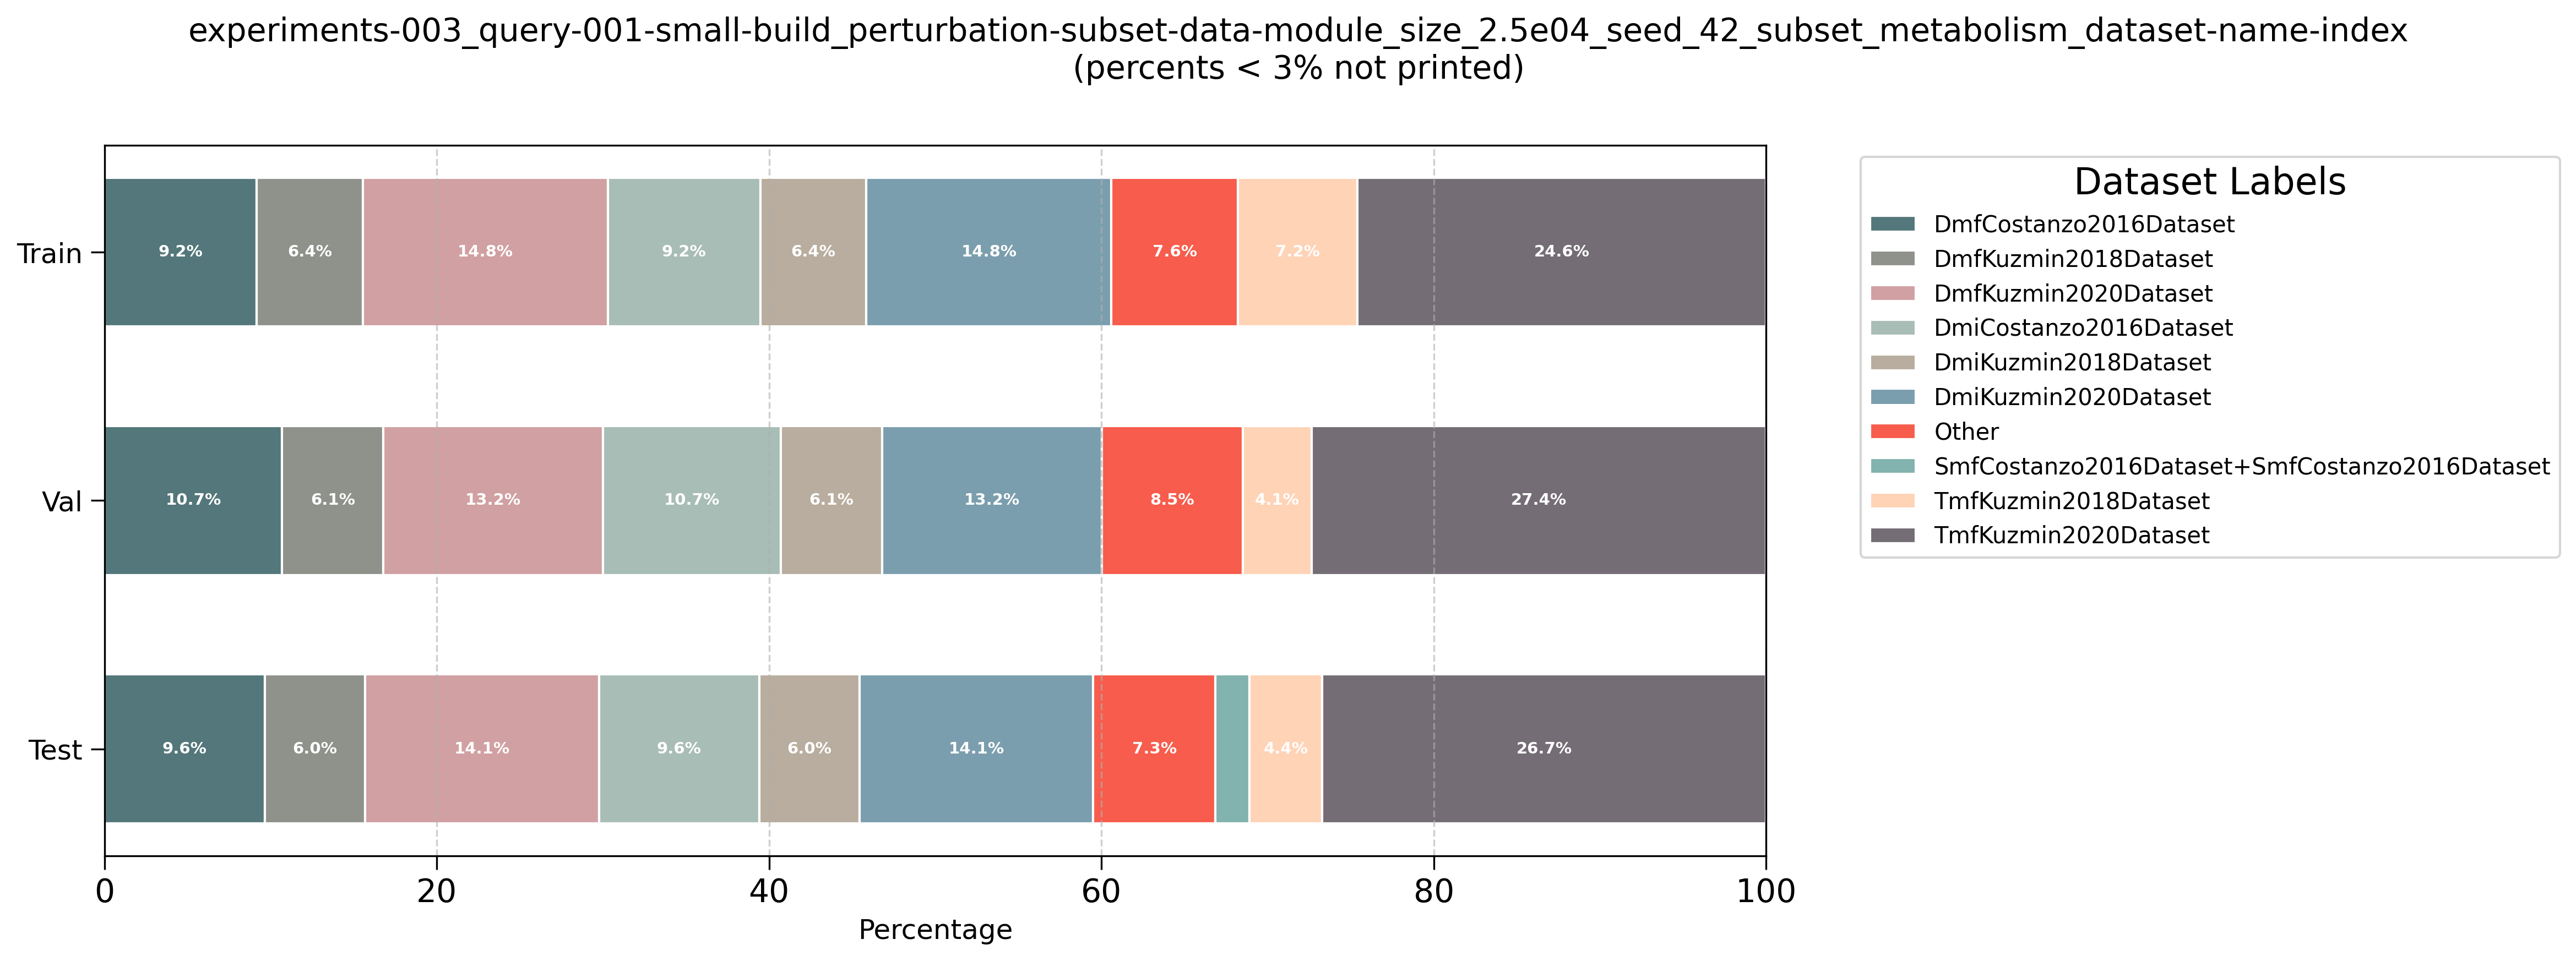 experiments-003_query-001-small-build_perturbation-subset-data-module_size_2.5e04_seed_42_subset_metabolism_dataset-name-index
(percents < 3% not printed)
Train
9.2%
6.4%
14.8%
9.2%
6.4%
14.8%
7.6%
7.2%
24.6%
Val
10.7%
6.1%
13.2%
10.7%
6.1%
13.2%
8.5%
4.1%
27.4%
Test
9.6%
6.0%
14.1%
9.6%
6.0%
14.1%
7.3%
4.4%
26.7%
0
20
40
60
80
100
Percentage
Dataset Labels
DmfCostanzo2016Dataset
DmfKuzmin2018Dataset
DmfKuzmin2020Dataset
DmiCostanzo2016Dataset
DmiKuzmin2018Dataset
DmiKuzmin2020Dataset
Other
SmfCostanzo2016Dataset+SmfCostanzo2016Dataset
TmfKuzmin2018Dataset
TmfKuzmin2020Dataset